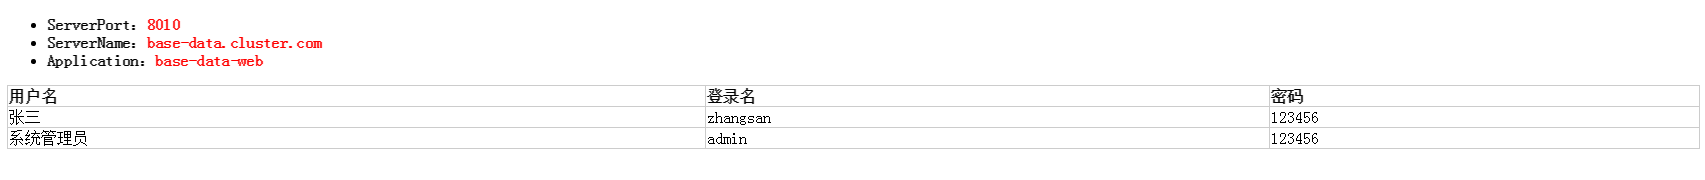 ServerPort: 8010
ServerName: base-data.cluster.com
Application: base-data-web
用户名 登录名 密码
张三 zhangsan 123456
系统管理员 admin 123456